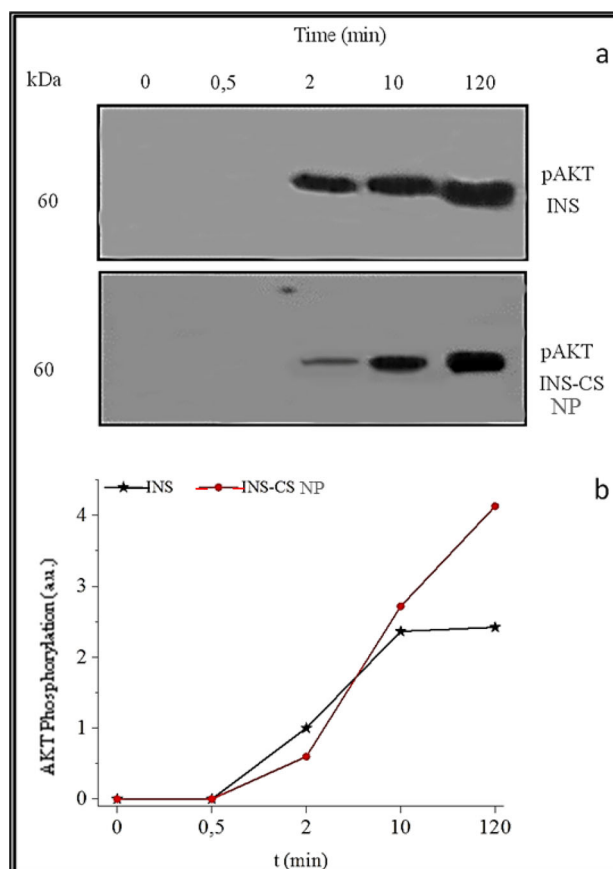 Time (min)
a
kDa 0 0,5 2 10 120
60
pAKT
INS
60
pAKT
INS-CS
NP
INS INS-CS NP
b
AKT Phosphorylation (a.u.)
4
3
2
1
0
0 0,5 2 10 120
t (min)